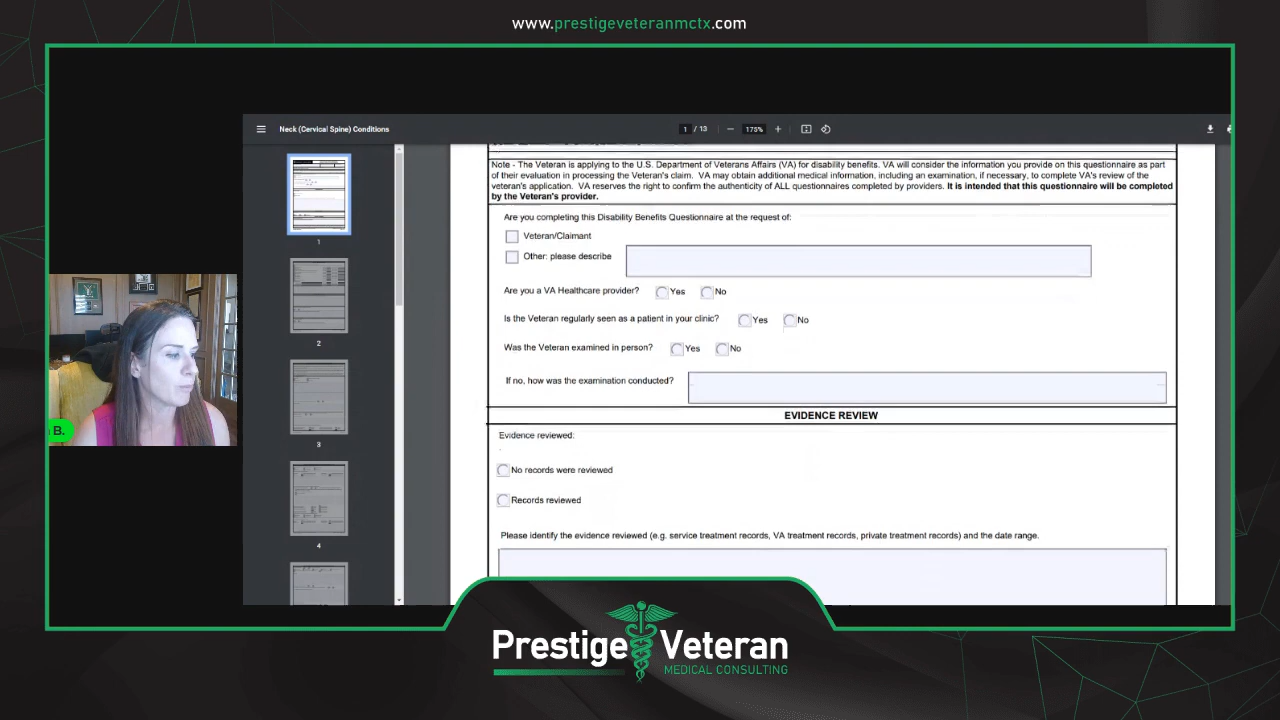 www.prestigeveteranmctx.com
Neck (Cervical Spine) Conditions
1 / 13
175%
Note - The Veteran is applying to the U.S. Department of Veterans Affairs (VA) for disability benefits. VA will consider the information you provide on this questionnaire as part
of their evaluation in processing the Veteran's claim. VA may obtain additional medical information, including an examination, if necessary, to complete VA's review of the
veteran's application. VA reserves the right to confirm the authenticity of ALL questionnaires completed by providers. It is intended that this questionnaire will be completed
by the Veteran's provider.
Are you completing this Disability Benefits Questionnaire at the request of:
Veteran/Claimant
Other: please describe
Are you a VA Healthcare provider? Yes No
Is the Veteran regularly seen as a patient in your clinic? Yes No
Was the Veteran examined in person? Yes No
If no, how was the examination conducted?
EVIDENCE REVIEW
Evidence reviewed:
No records were reviewed
Records reviewed
Please identify the evidence reviewed (e.g. service treatment records, VA treatment records, private treatment records) and the date range.
1
2
3
4
B.
Prestige Veteran
MEDICAL CONSULTING